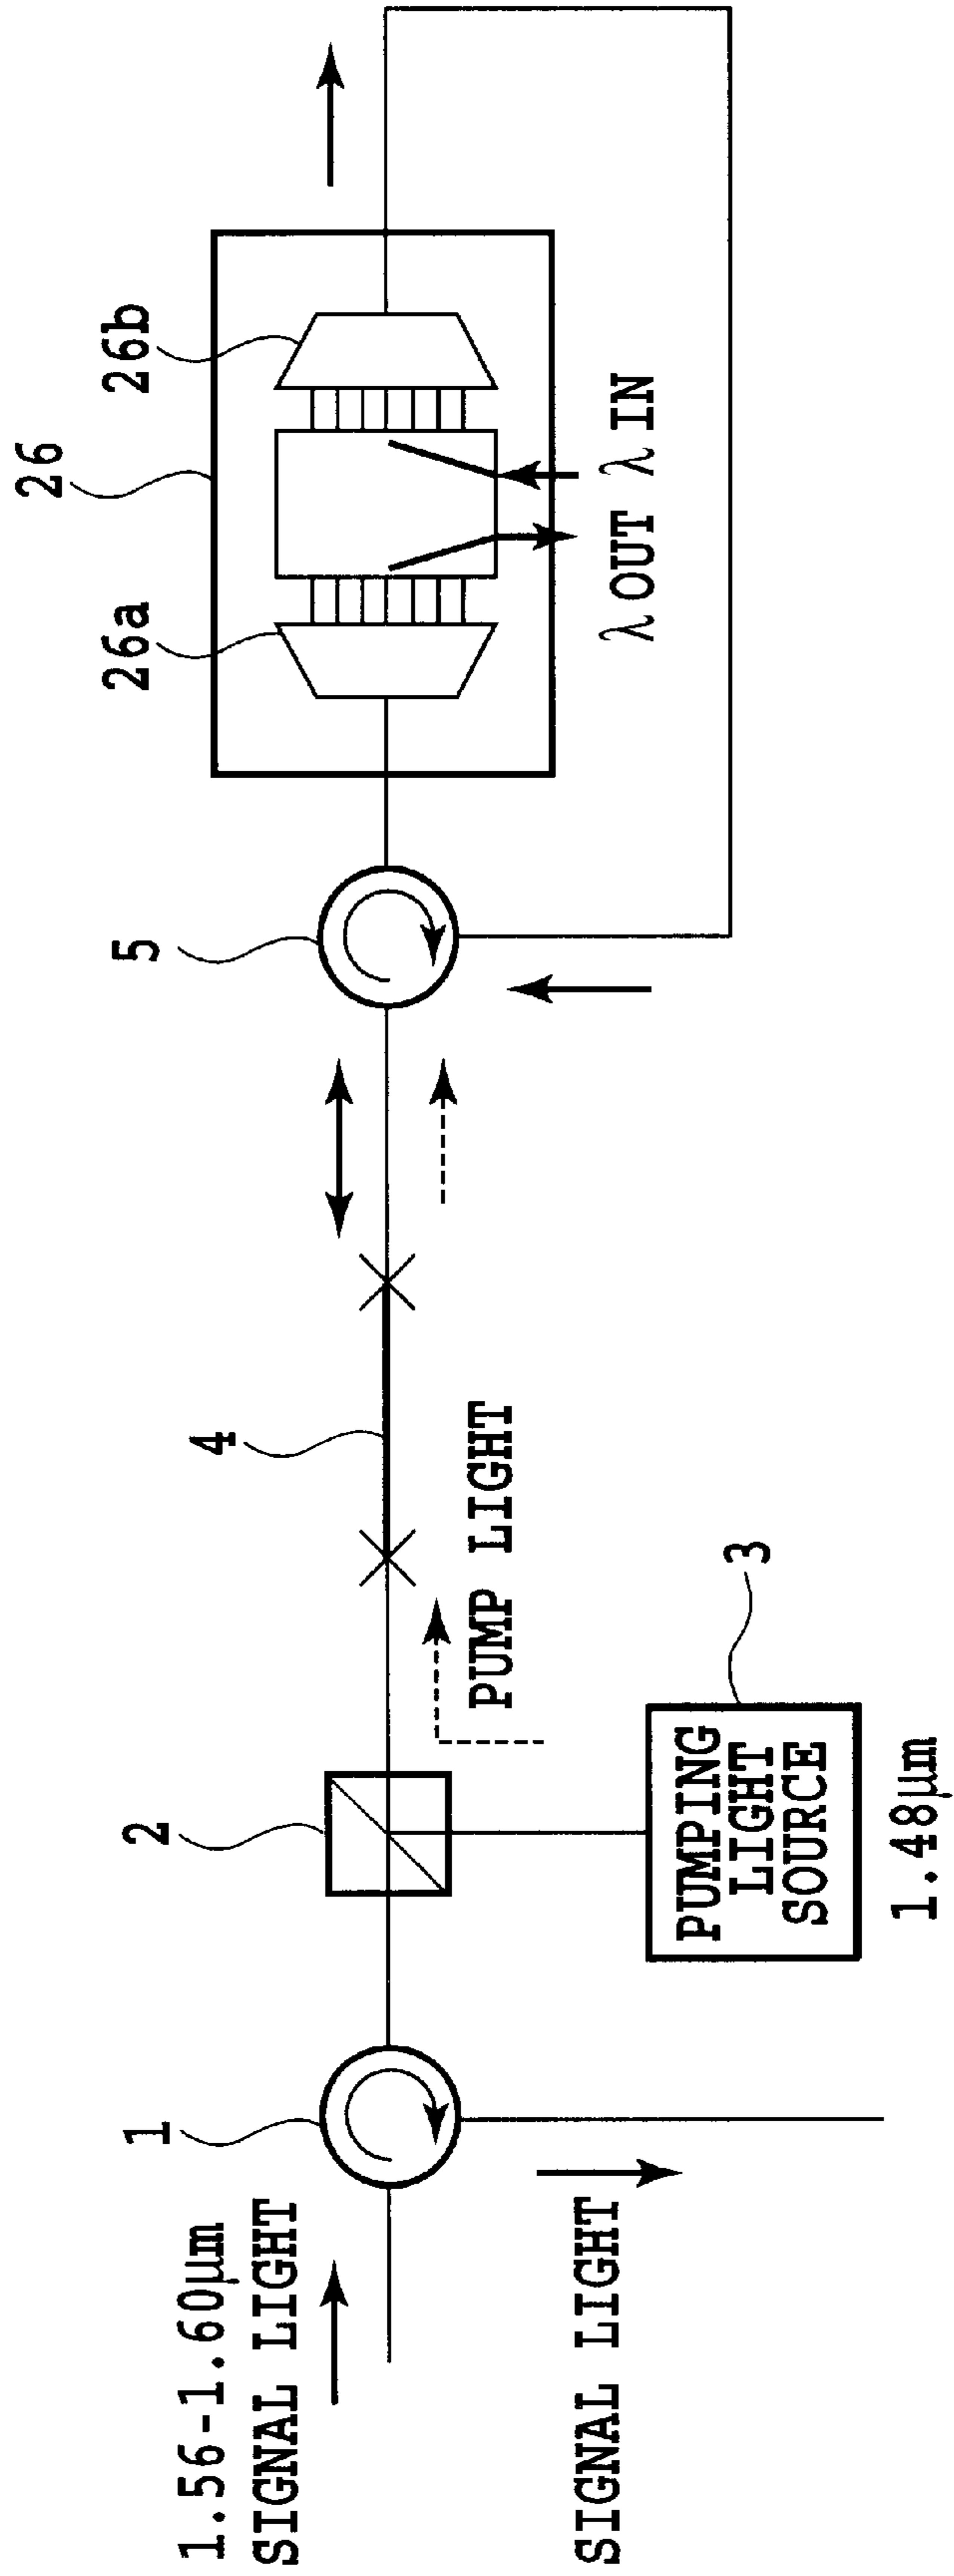 1.56-1.60μm
SIGNAL LIGHT
SIGNAL LIGHT
1
2
PUMPING
LIGHT
SOURCE
3
1.48μm
PUMP LIGHT
4
5
26
26a
26b
λ OUT λ IN